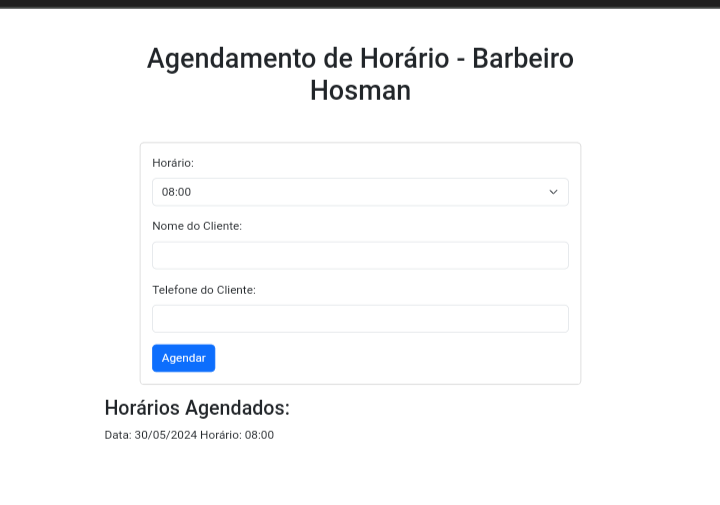 Agendamento de Horário - Barbeiro
Hosman
Horário:
08:00
Nome do Cliente:
Telefone do Cliente:
Agendar
Horários Agendados:
Data: 30/05/2024 Horário: 08:00